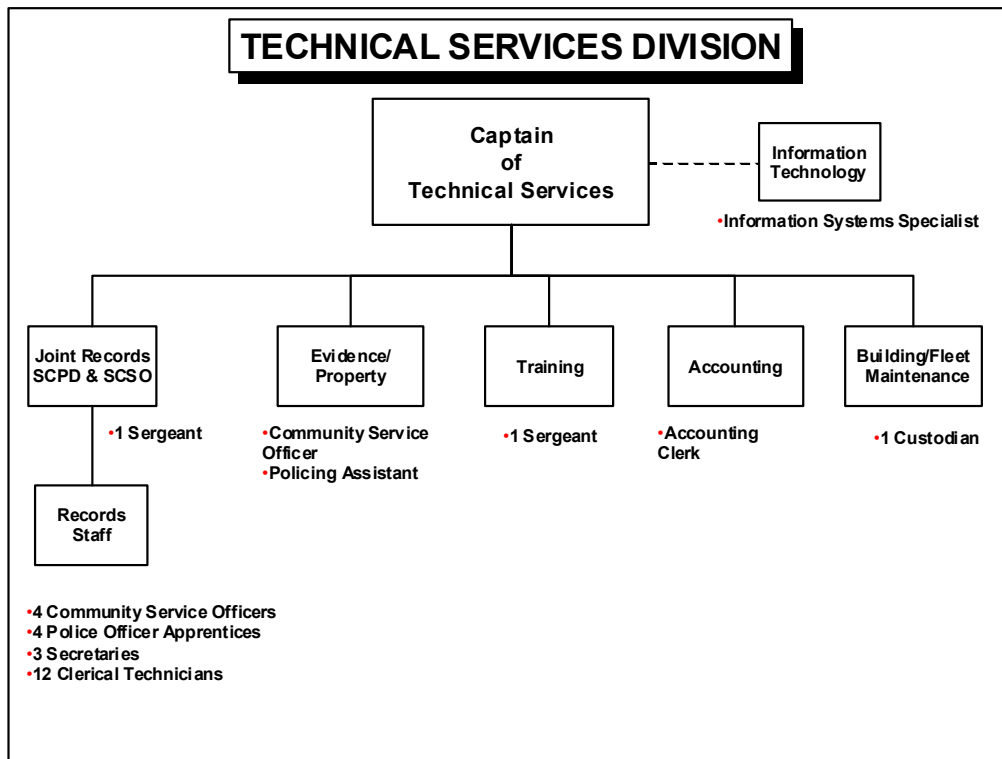 TECHNICAL SERVICES DIVISION
Captain
of
Technical Services
Information
Technology
•Information Systems Specialist
Joint Records
SCPD & SCSO
•1 Sergeant
Evidence/
Property
•Community Service
Officer
•Policing Assistant
Training
•1 Sergeant
Accounting
•Accounting
Clerk
Building/Fleet
Maintenance
•1 Custodian
Records
Staff
•4 Community Service Officers
•4 Police Officer Apprentices
•3 Secretaries
•12 Clerical Technicians